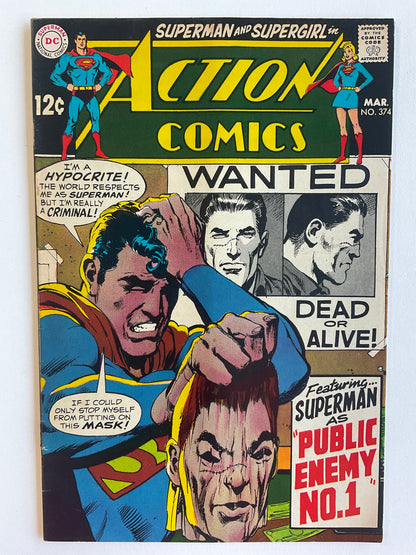 SUPERMAN
DC
NATIONAL COMICS
SUPERMAN AND SUPERGIRL in
APPROVED
BY THE
COMICS
CODE
AUTHORITY
ACTION
COMICS
12¢
MAR.
NO. 374
I'M A
HYPOCRITE!
THE WORLD RESPECTS
ME AS SUPERMAN!
BUT I'M REALLY
A CRIMINAL!
WANTED
DEAD
OR
ALIVE!
IF I COULD
ONLY STOP MYSELF
FROM PUTTING ON
THIS MASK!
Featuring...
SUPERMAN
AS
"PUBLIC
ENEMY
NO.1"